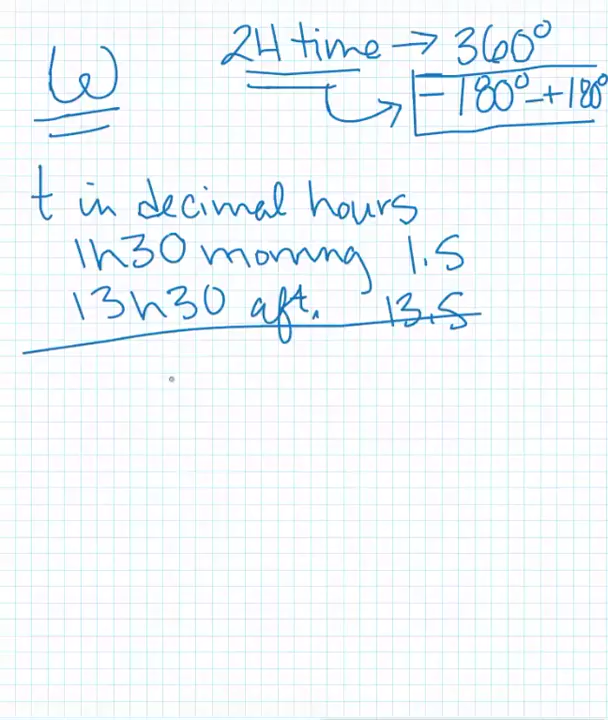 ω
24 time → 360°
-180° - +180°
t in decimal hours
1h30 morning 1.5
13h30 aft. 13.5